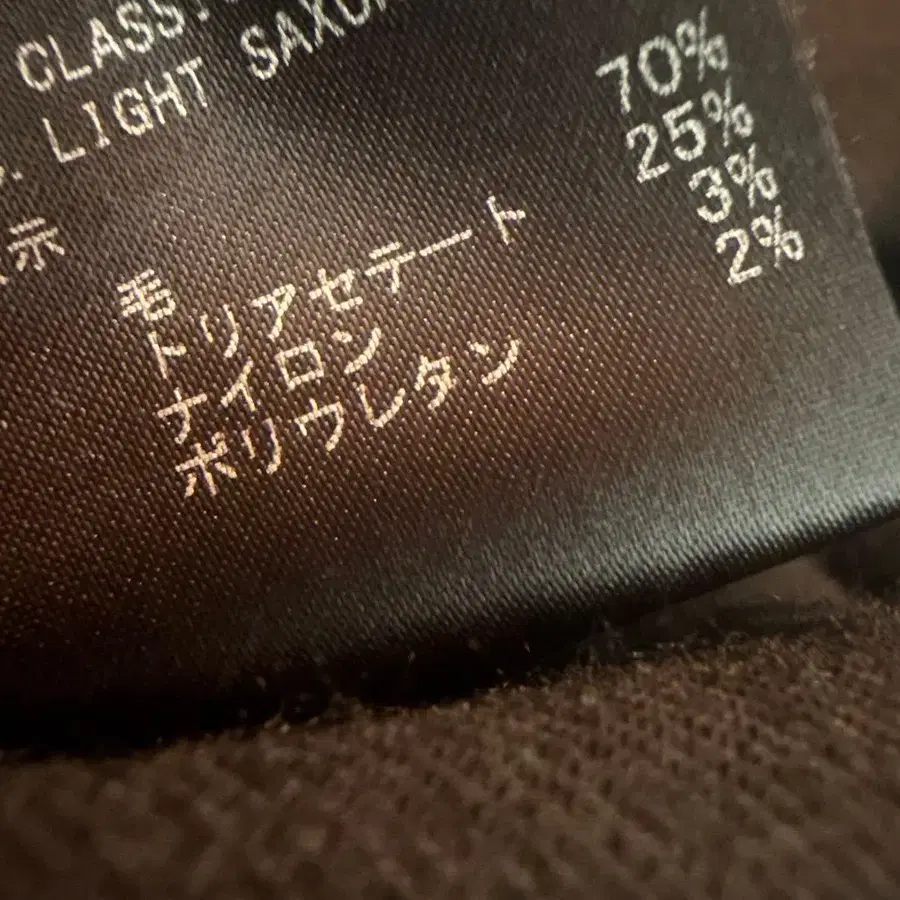 CLASS
LIGHT SAXO
示
毛 70%
トリアセテート 25%
ナイロン 3%
ポリウレタン 2%